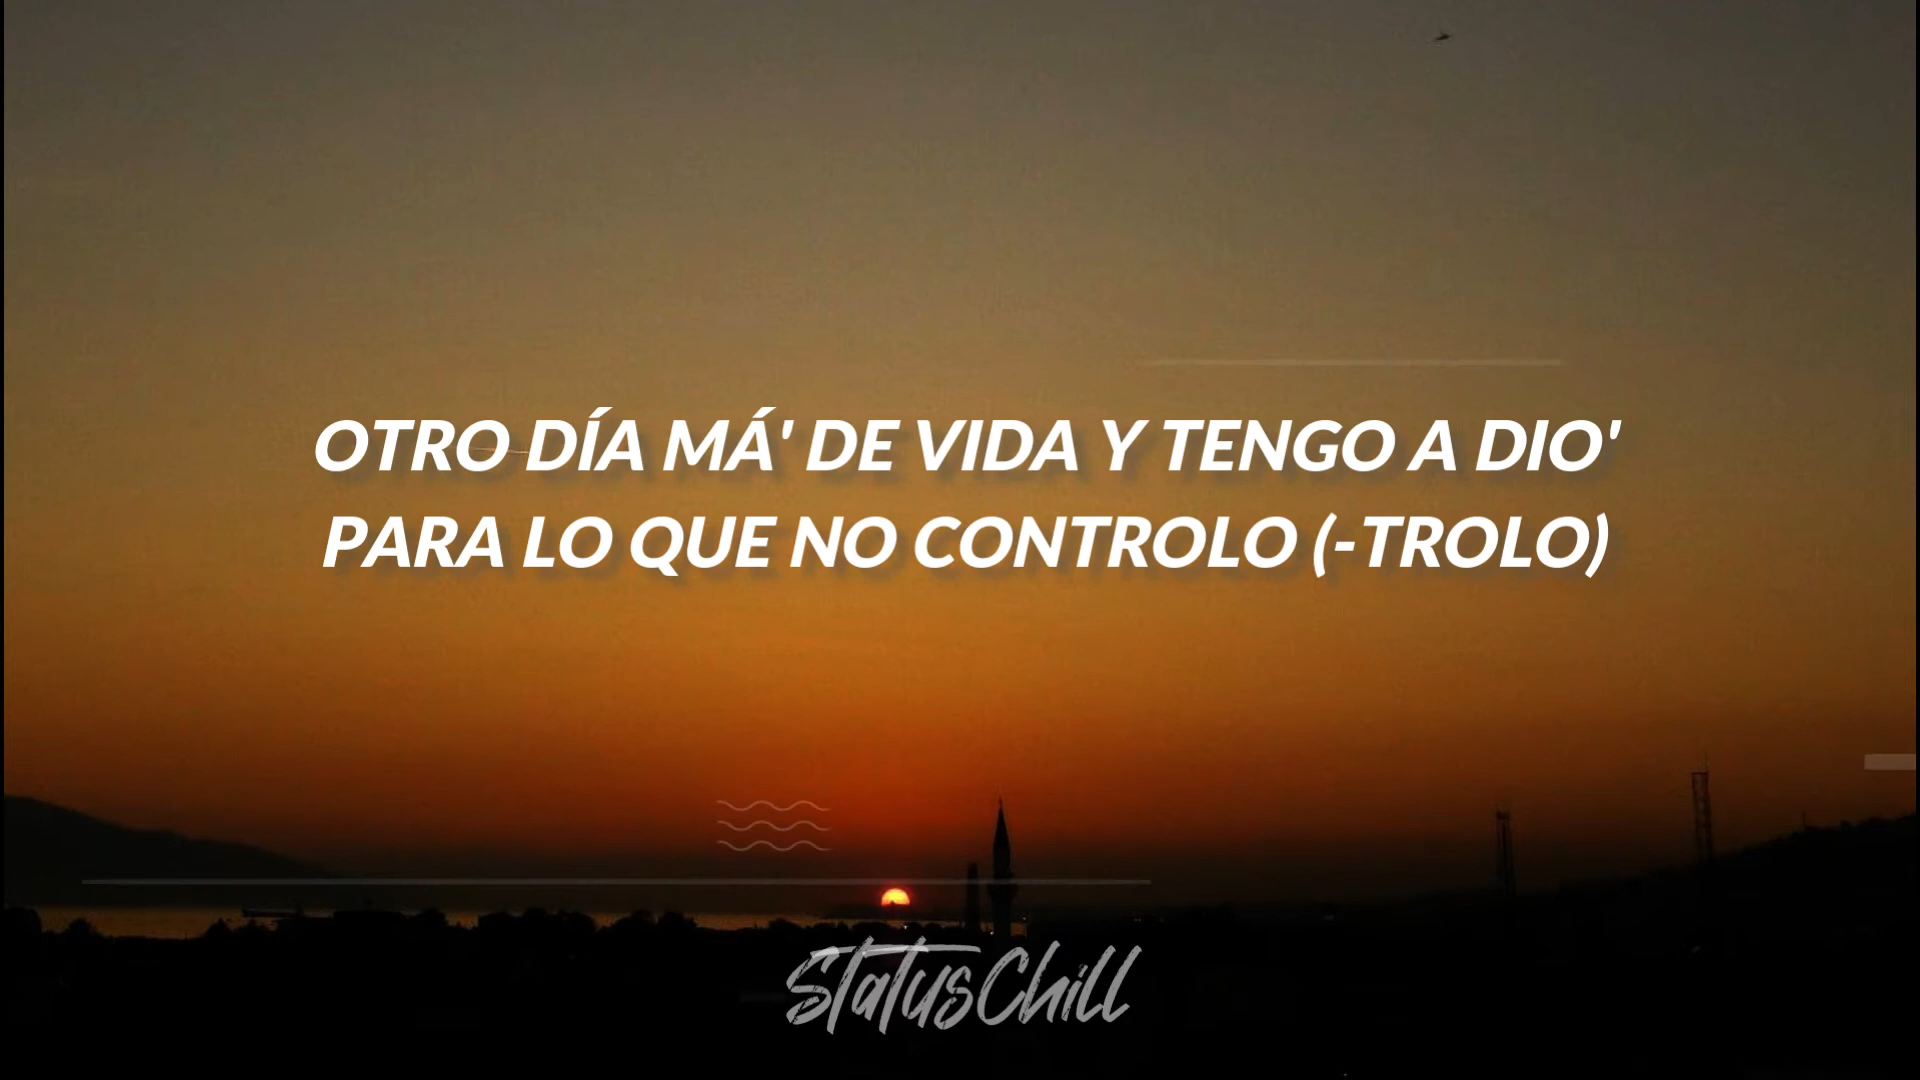 OTRO DÍA MÁ' DE VIDA Y TENGO A DIO'
PARA LO QUE NO CONTROLO (-TROLO)
StatusChill